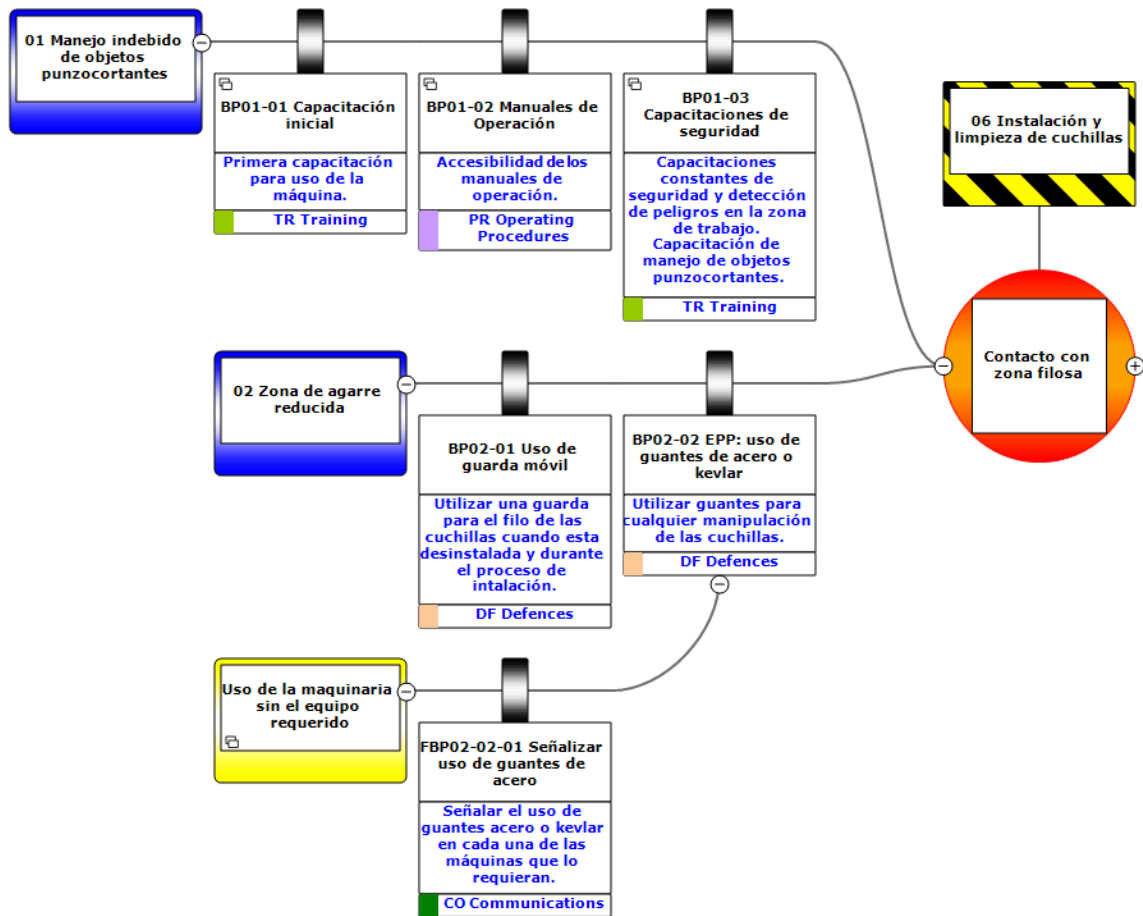 01 Manejo indebido
de objetos
punzocortantes
BP01-01 Capacitación
inicial
Primera capacitación
para uso de la
máquina.
TR Training
BP01-02 Manuales de
Operación
Accesibilidad de los
manuales de
operación.
PR Operating
Procedures
BP01-03
Capacitaciones de
seguridad
Capacitaciones
constantes de
seguridad y detección
de peligros en la zona
de trabajo.
Capacitación de
manejo de objetos
punzocortantes.
TR Training
06 Instalación y
limpieza de cuchillas
Contacto con
zona filosa
02 Zona de agarre
reducida
BP02-01 Uso de
guarda móvil
Utilizar una guarda
para el filo de las
cuchillas cuando esta
desinstalada y durante
el proceso de
intalación.
DF Defences
BP02-02 EPP: uso de
guantes de acero o
kevlar
Utilizar guantes para
cualquier manipulación
de las cuchillas.
DF Defences
Uso de la maquinaria
sin el equipo
requerido
FBP02-02-01 Señalizar
uso de guantes de
acero
Señalar el uso de
guantes acero o kevlar
en cada una de las
máquinas que lo
requieran.
CO Communications